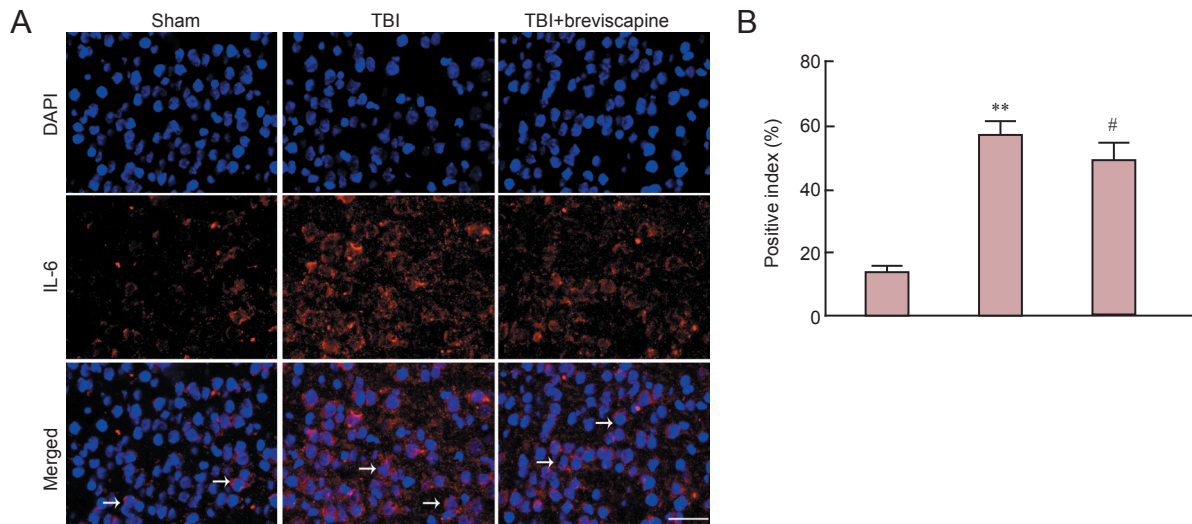 A
Sham
TBI
TBI+breviscapine
DAPI
IL-6
Merged
B
Positive index (%)
80
60
40
20
0
**
#